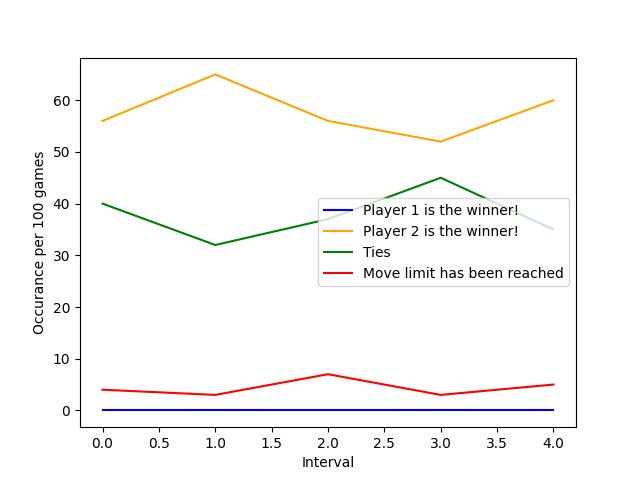 60
50
40
30
20
10
0
Occurance per 100 games
Player 1 is the winner!
Player 2 is the winner!
Ties
Move limit has been reached
0.0 0.5 1.0 1.5 2.0 2.5 3.0 3.5 4.0
Interval